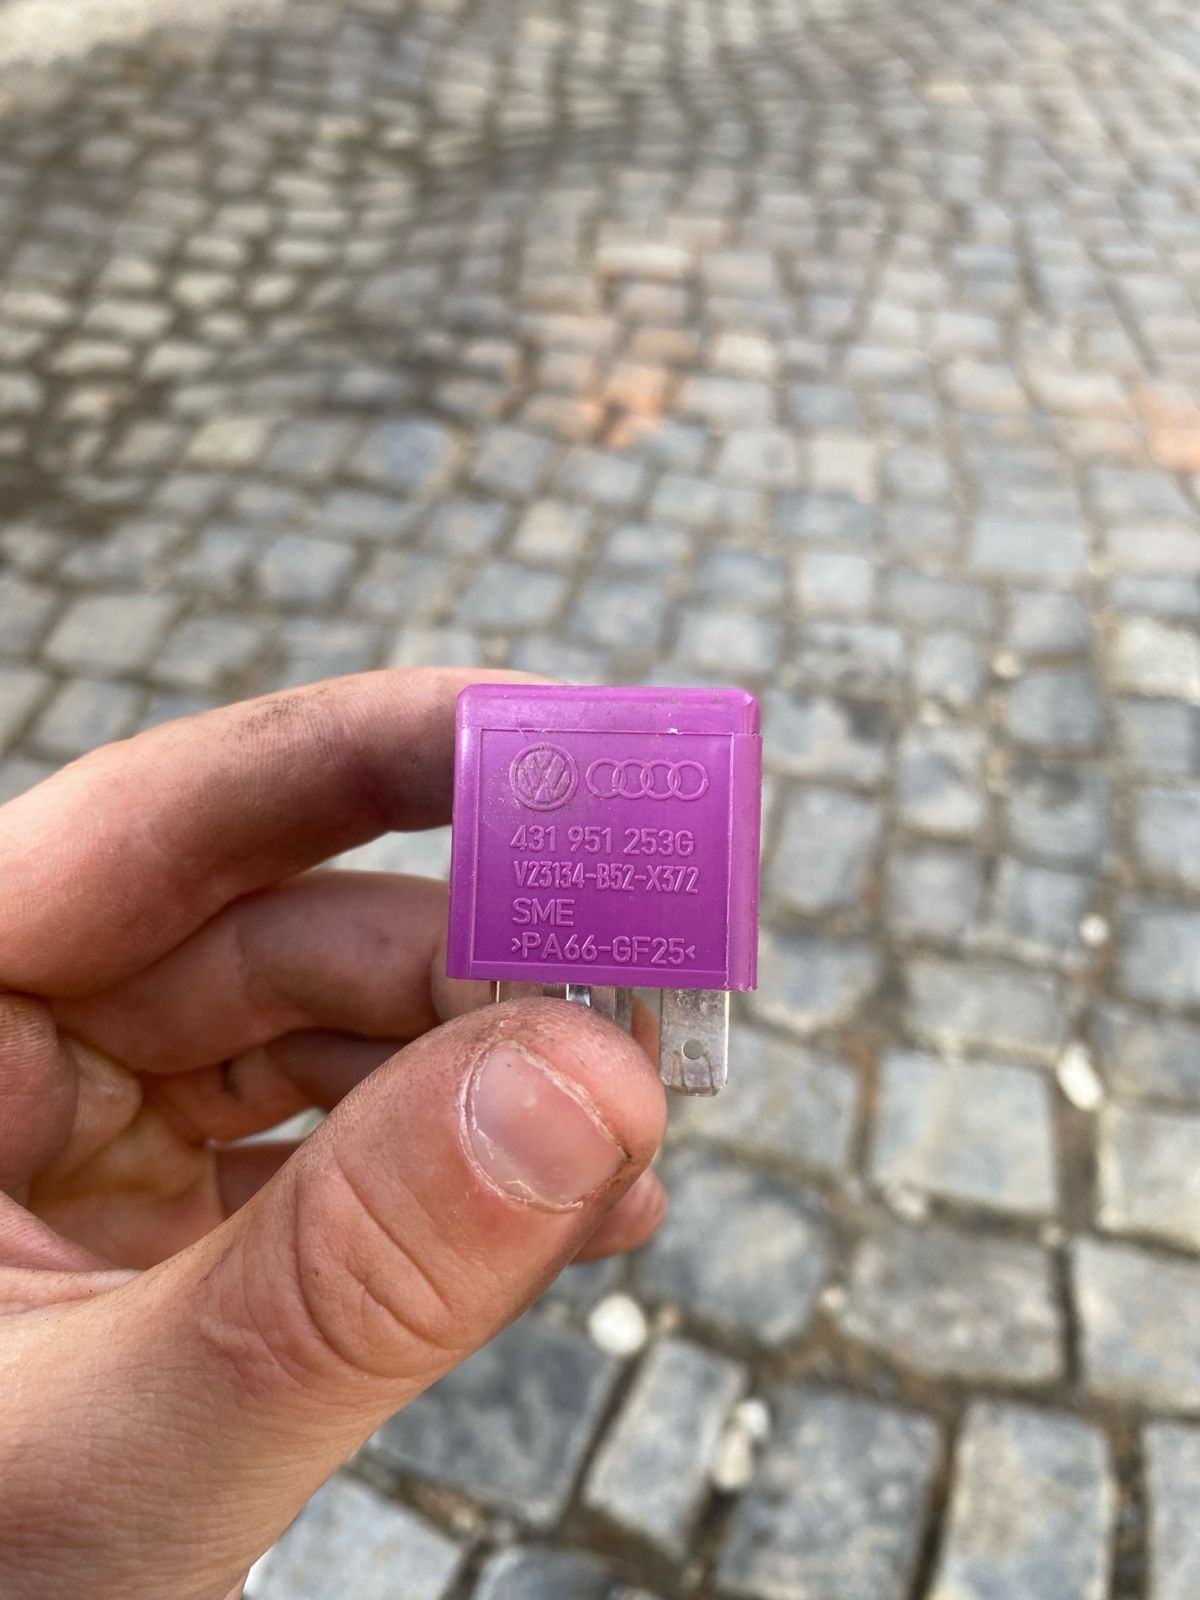 431 951 253G
V23134-B52-X372
SME
>PA66-GF25<